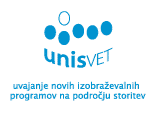 unisVET
uvajanje novih izobraževalnih
programov na področju storitev